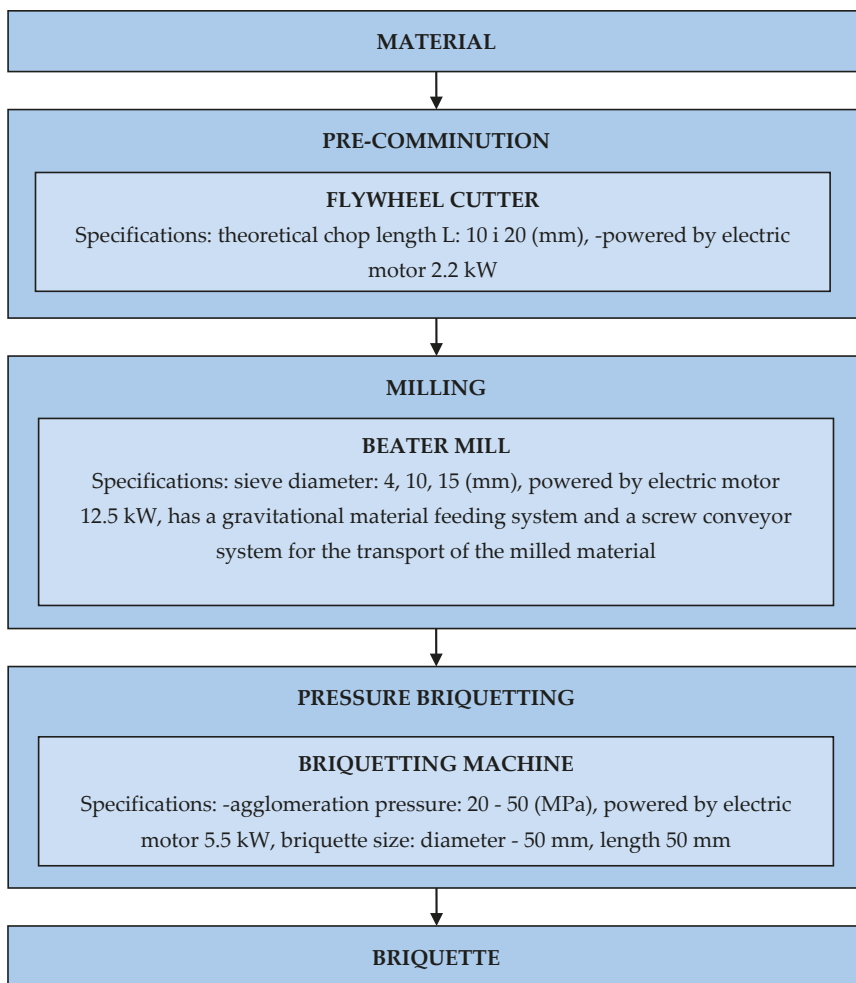 MATERIAL
PRE-COMMINUTION
FLYWHEEL CUTTER
Specifications: theoretical chop length L: 10 i 20 (mm), -powered by electric
motor 2.2 kW
MILLING
BEATER MILL
Specifications: sieve diameter: 4, 10, 15 (mm), powered by electric motor
12.5 kW, has a gravitational material feeding system and a screw conveyor
system for the transport of the milled material
PRESSURE BRIQUETTING
BRIQUETTING MACHINE
Specifications: -agglomeration pressure: 20 - 50 (MPa), powered by electric
motor 5.5 kW, briquette size: diameter - 50 mm, length 50 mm
BRIQUETTE